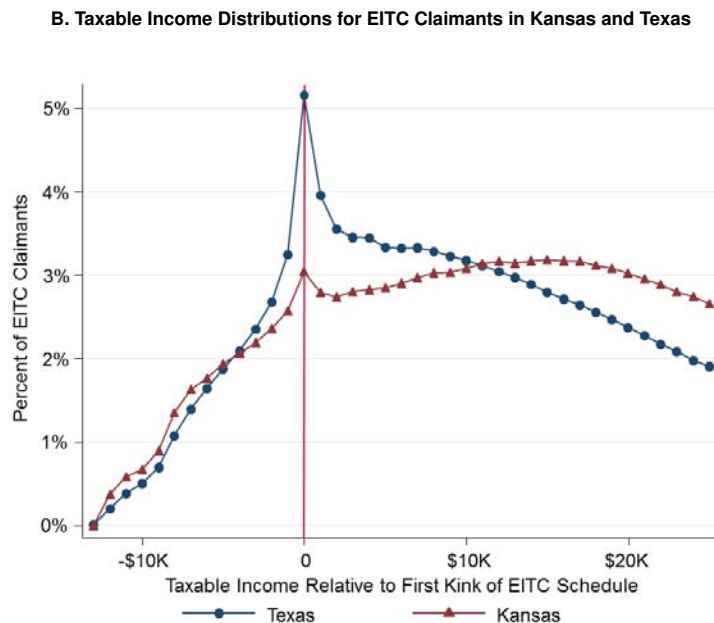 B. Taxable Income Distributions for EITC Claimants in Kansas and Texas
Percent of EITC Claimants
5%
4%
3%
2%
1%
0%
-$10K 0 $10K $20K
Taxable Income Relative to First Kink of EITC Schedule
Texas Kansas